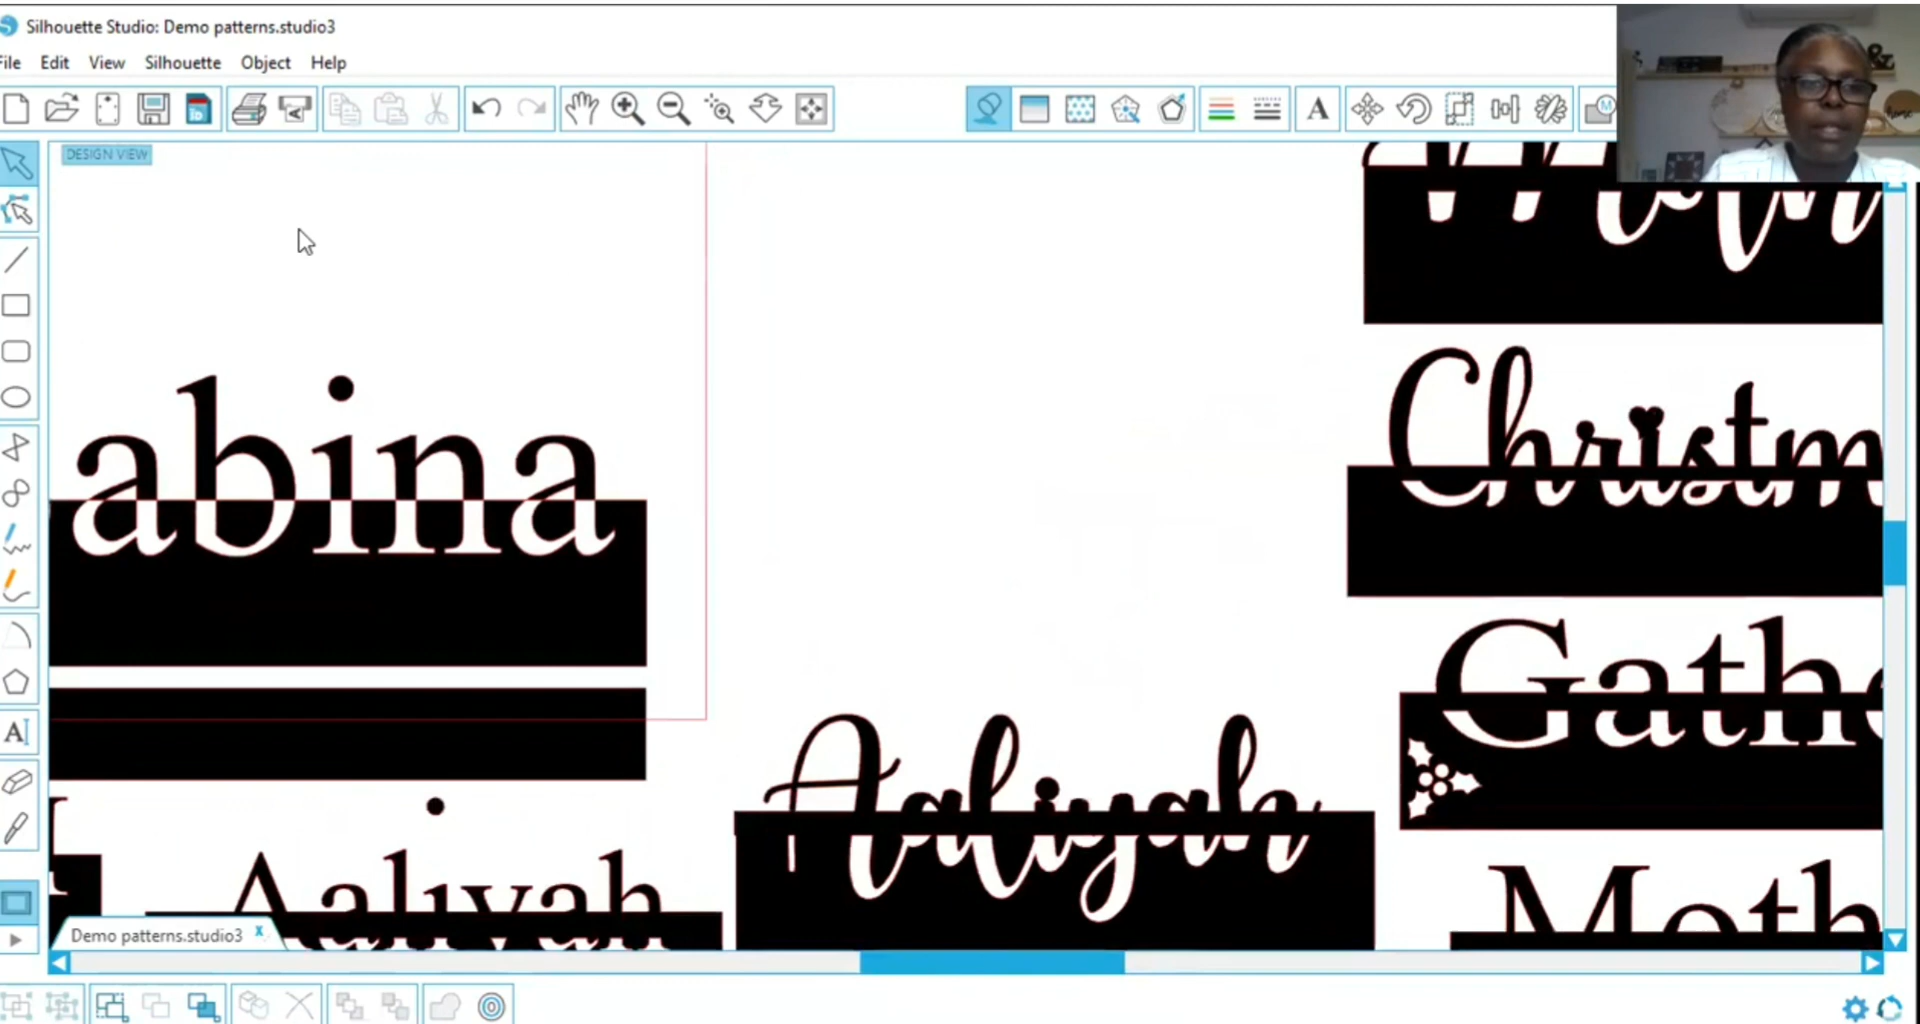 Silhouette Studio: Demo patterns.studio3
File Edit View Silhouette Object Help
DESIGN VIEW
abina
Christm
Gathe
Aaliyah
Aaliyah
Moth
Demo patterns.studio3 x